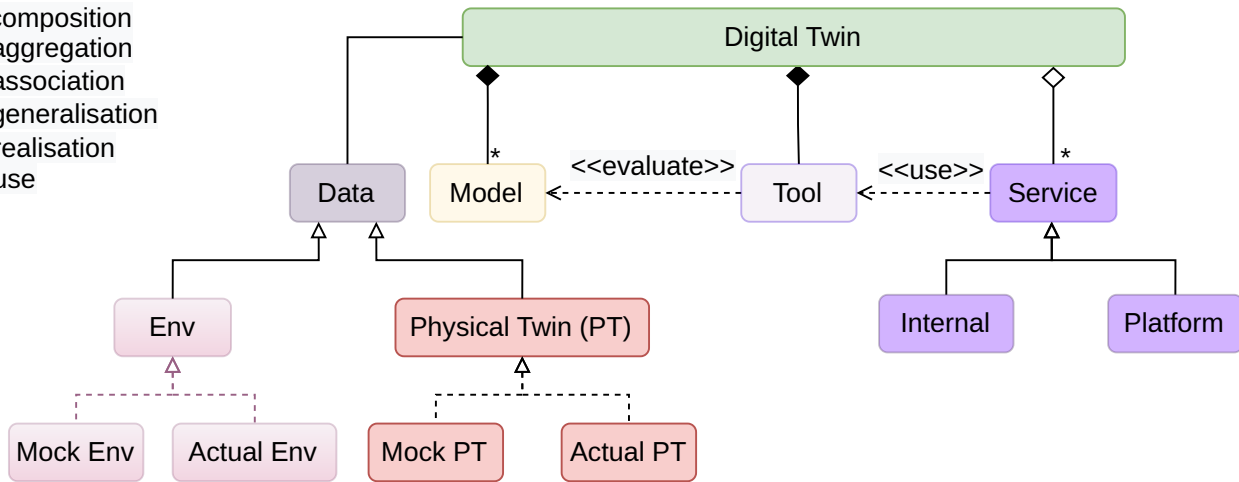 composition
aggregation
association
generalisation
realisation
use
Digital Twin
*
*
<<evaluate>>
<<use>>
Data
Model
Tool
Service
Env
Physical Twin (PT)
Internal
Platform
Mock Env
Actual Env
Mock PT
Actual PT